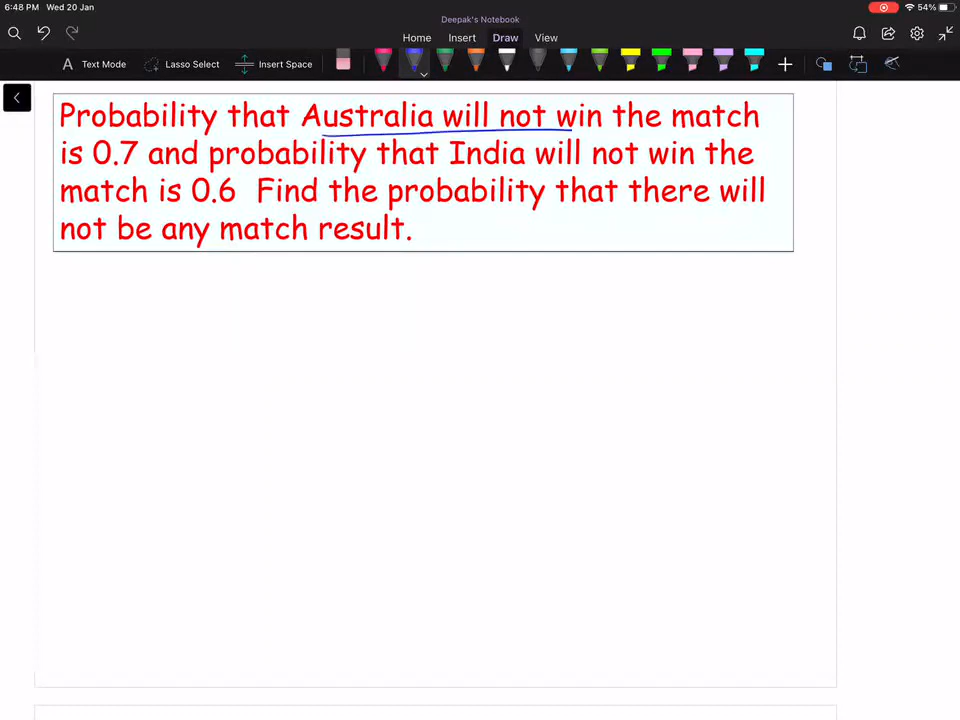 6:48 PM Wed 20 Jan
54%
Deepak's Notebook
Home Insert Draw View
A Text Mode Lasso Select Insert Space
Probability that Australia will not win the match
is 0.7 and probability that India will not win the
match is 0.6 Find the probability that there will
not be any match result.